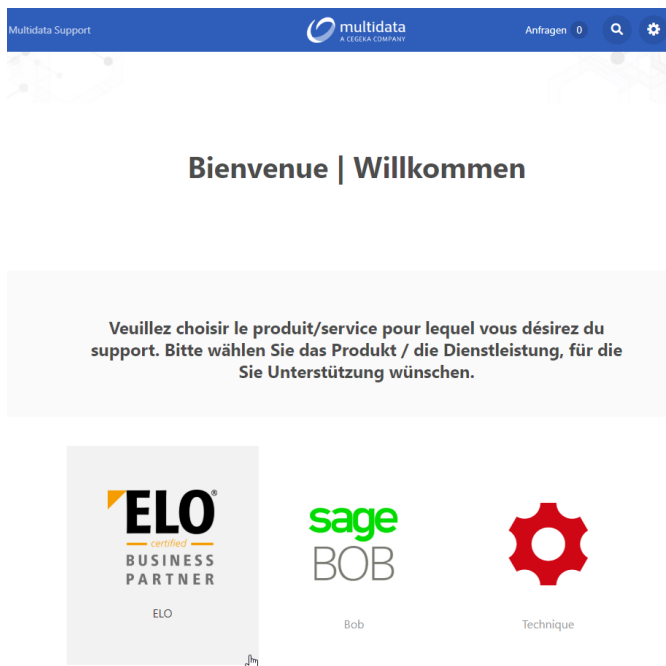 Multidata Support
multidata
A CEGEKA COMPANY
Anfragen 0
Bienvenue | Willkommen
Veuillez choisir le produit/service pour lequel vous désirez du
support. Bitte wählen Sie das Produkt / die Dienstleistung, für die
Sie Unterstützung wünschen.
ELO®
certified
BUSINESS
PARTNER
ELO
sage
BOB
Bob
Technique